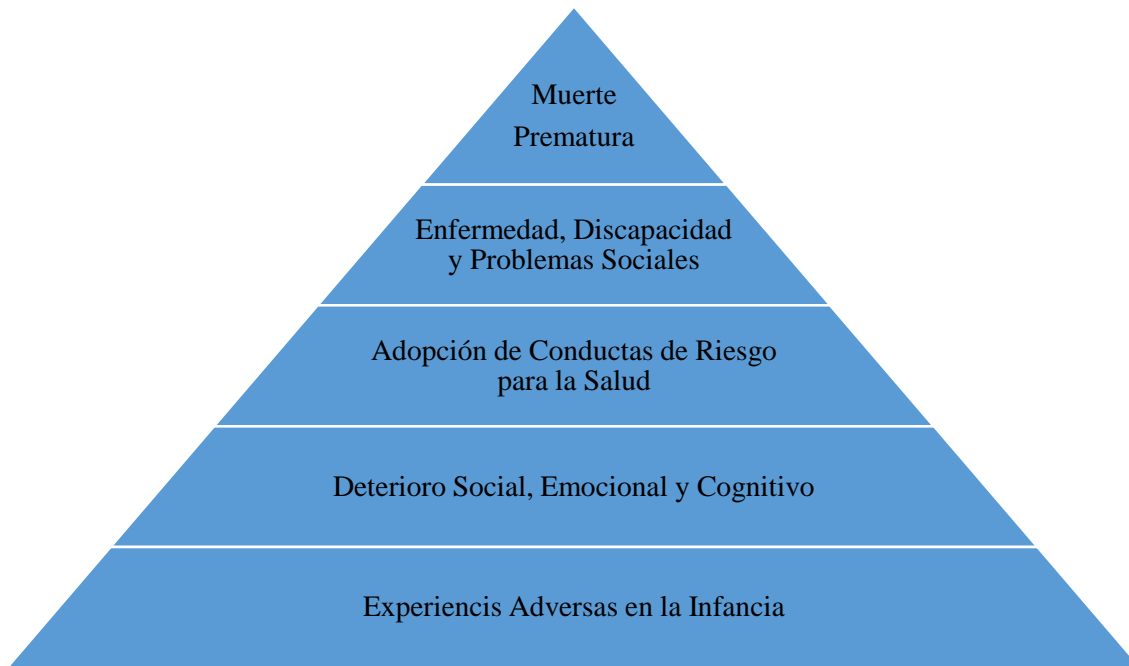 Muerte
Prematura
Enfermedad, Discapacidad
y Problemas Sociales
Adopción de Conductas de Riesgo
para la Salud
Deterioro Social, Emocional y Cognitivo
Experiencis Adversas en la Infancia